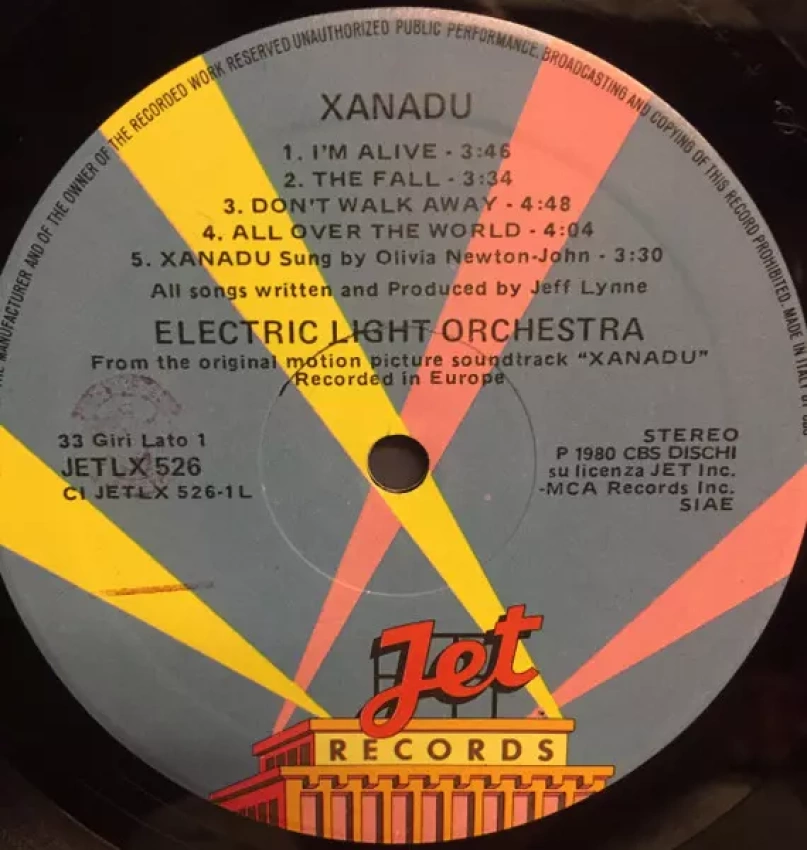 THE MANUFACTURER AND OF THE OWNER OF THE RECORDED WORK RESERVED UNAUTHORIZED PUBLIC PERFORMANCE, BROADCASTING AND COPYING OF THIS RECORD PROHIBITED. MADE IN ITALY BY
XANADU
1. I'M ALIVE - 3:46
2. THE FALL - 3:34
3. DON'T WALK AWAY - 4:48
4. ALL OVER THE WORLD - 4:04
5. XANADU Sung by Olivia Newton-John - 3:30
All songs written and Produced by Jeff Lynne
ELECTRIC LIGHT ORCHESTRA
From the original motion picture soundtrack "XANADU"
Recorded in Europe
33 Giri Lato 1
JETLX 526
CI JETLX 526-1L
STEREO
P 1980 CBS DISCHI
su licenza JET Inc.
-MCA Records Inc.
SIAE
Jet
RECORDS